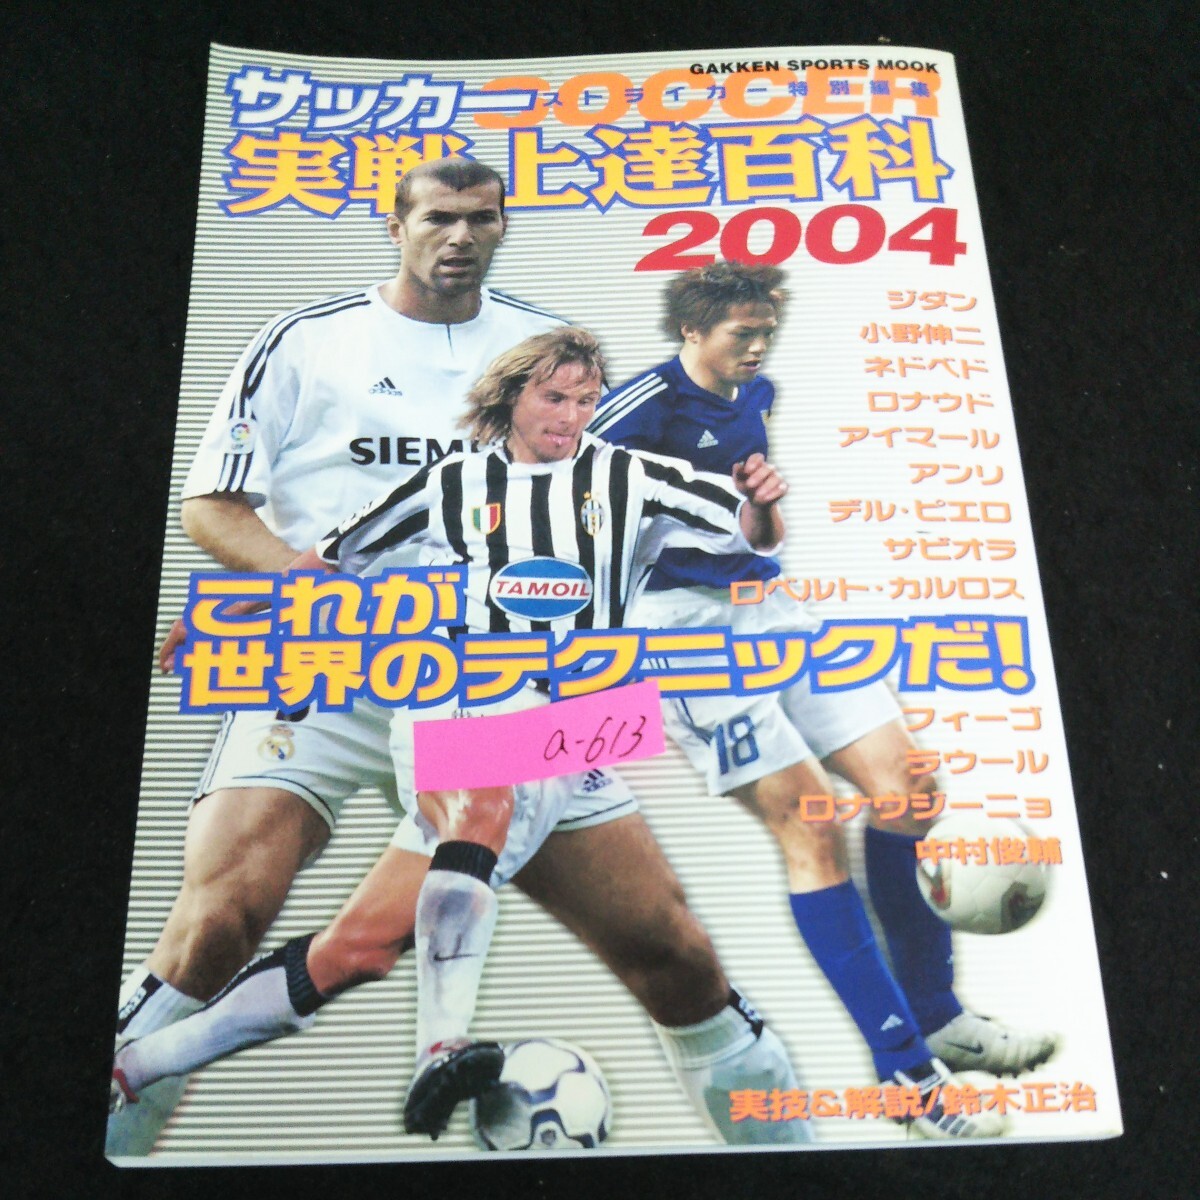 GAKKEN SPORTS MOOK
サッカー SOCCER
ストライカー特別編集
実戦上達百科
2004
ジダン
小野伸二
ネドベド
ロナウド
アイマール
アンリ
デル・ピエロ
サビオラ
ロベルト・カルロス
adidas
SIEM
TAMOIL
これが
世界のテクニックだ!
a-613
18
フィーゴ
ラウール
ロナウジーニョ
中村俊輔
実技&解説/鈴木正治